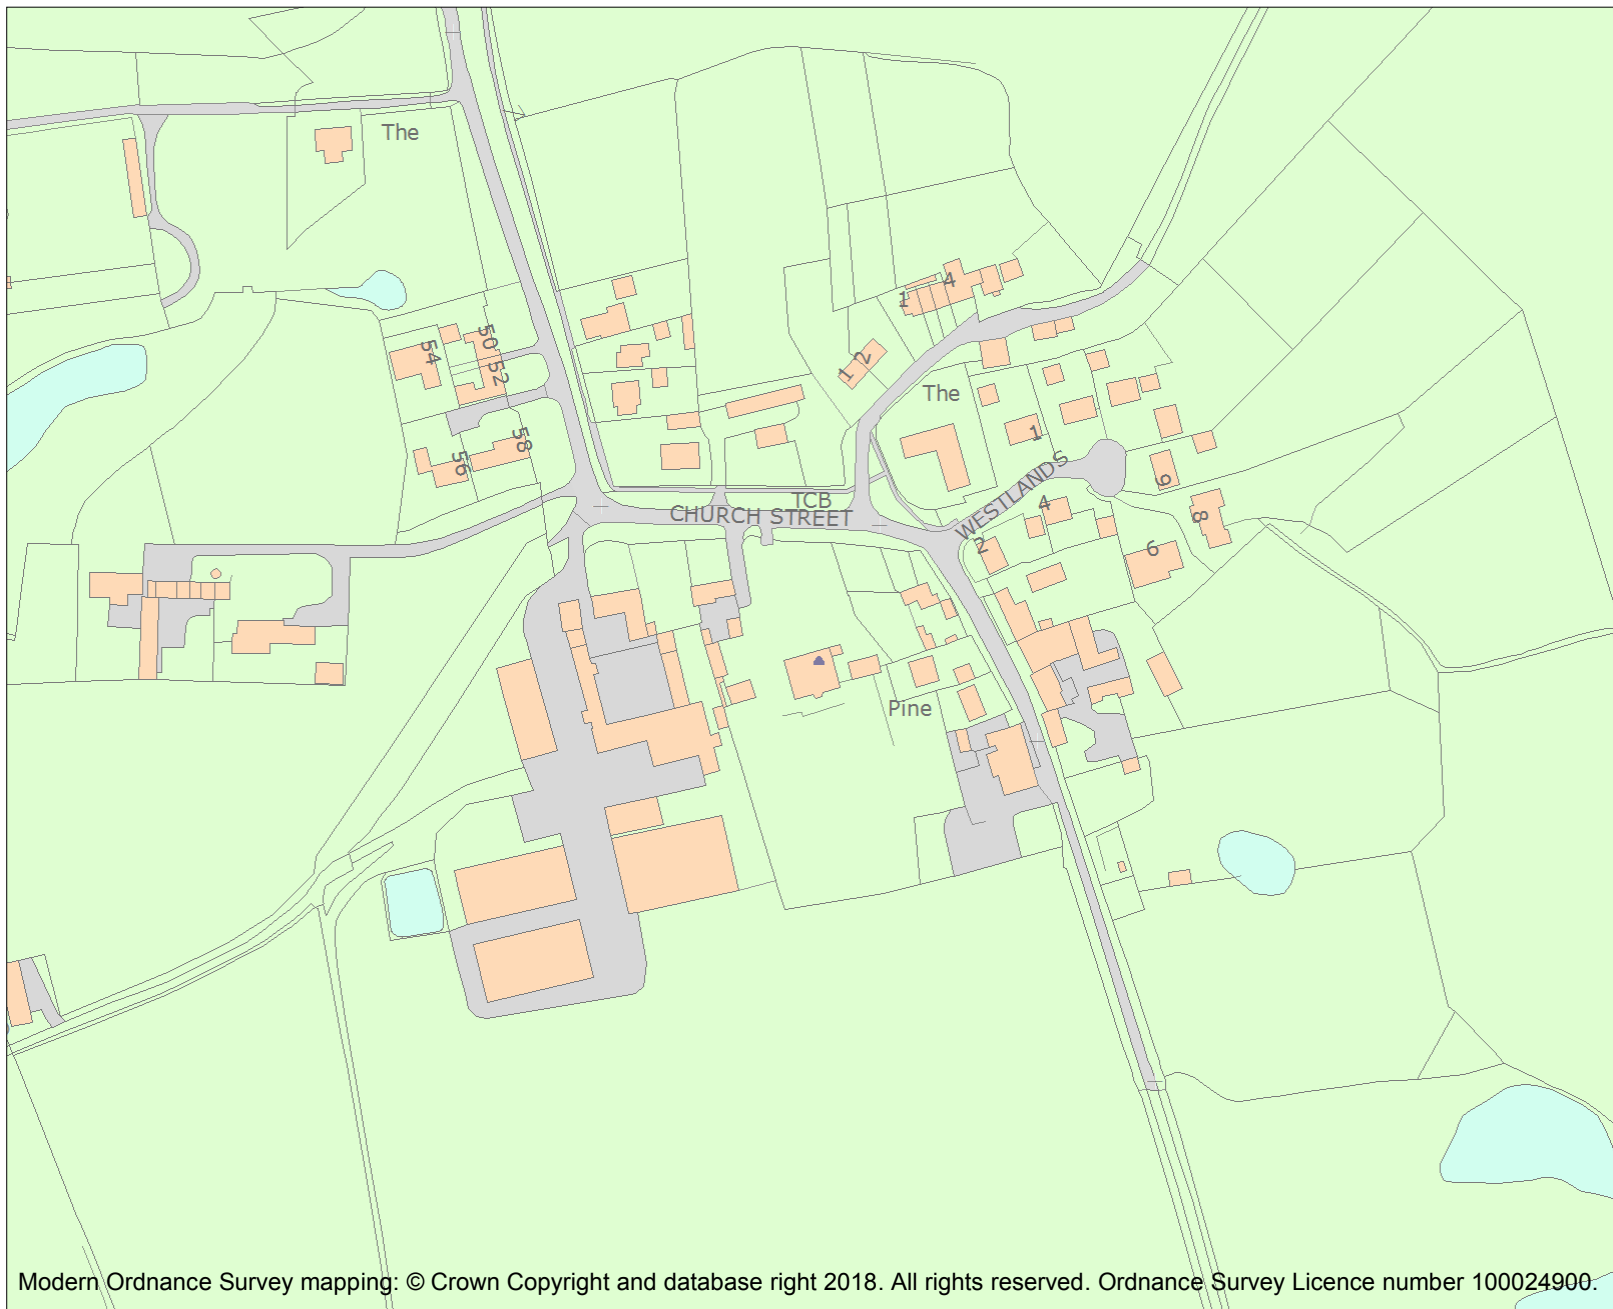 The
4
1
50
54
52
1 2
The
1
58
56
9
TCB
WESTLANDS
4
CHURCH STREET
8
2
6
Pine
Modern Ordnance Survey mapping: © Crown Copyright and database right 2018. All rights reserved. Ordnance Survey Licence number 100024900.